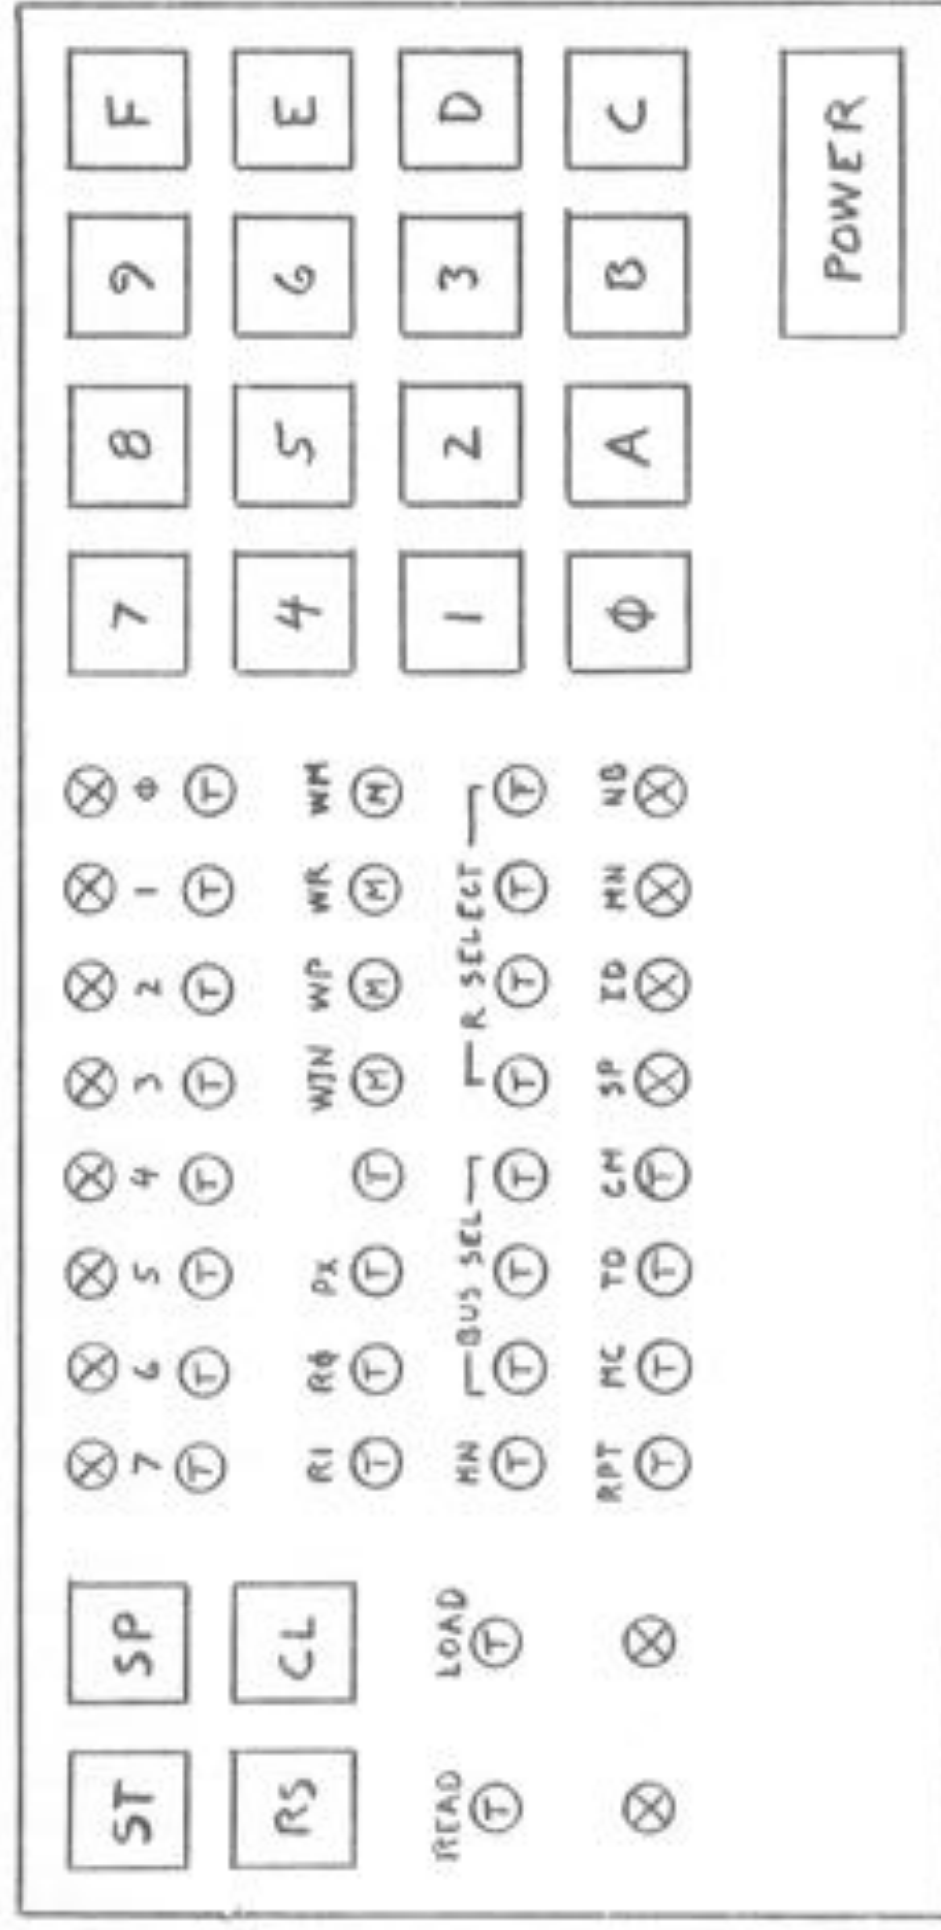 ST SP 7 6 5 4 3 2 1 φ 7 8 9 F
T T T T T T T T
RS CL R1 Rφ PX WIN WP WR WM 4 5 6 E
T T T T M M M M
READ LOAD MN BUS SEL R SELECT 1 2 3 D
T T T T T T T T T T
RPT MC TO CM SP ID MN NB φ A B C
T T T T
POWER